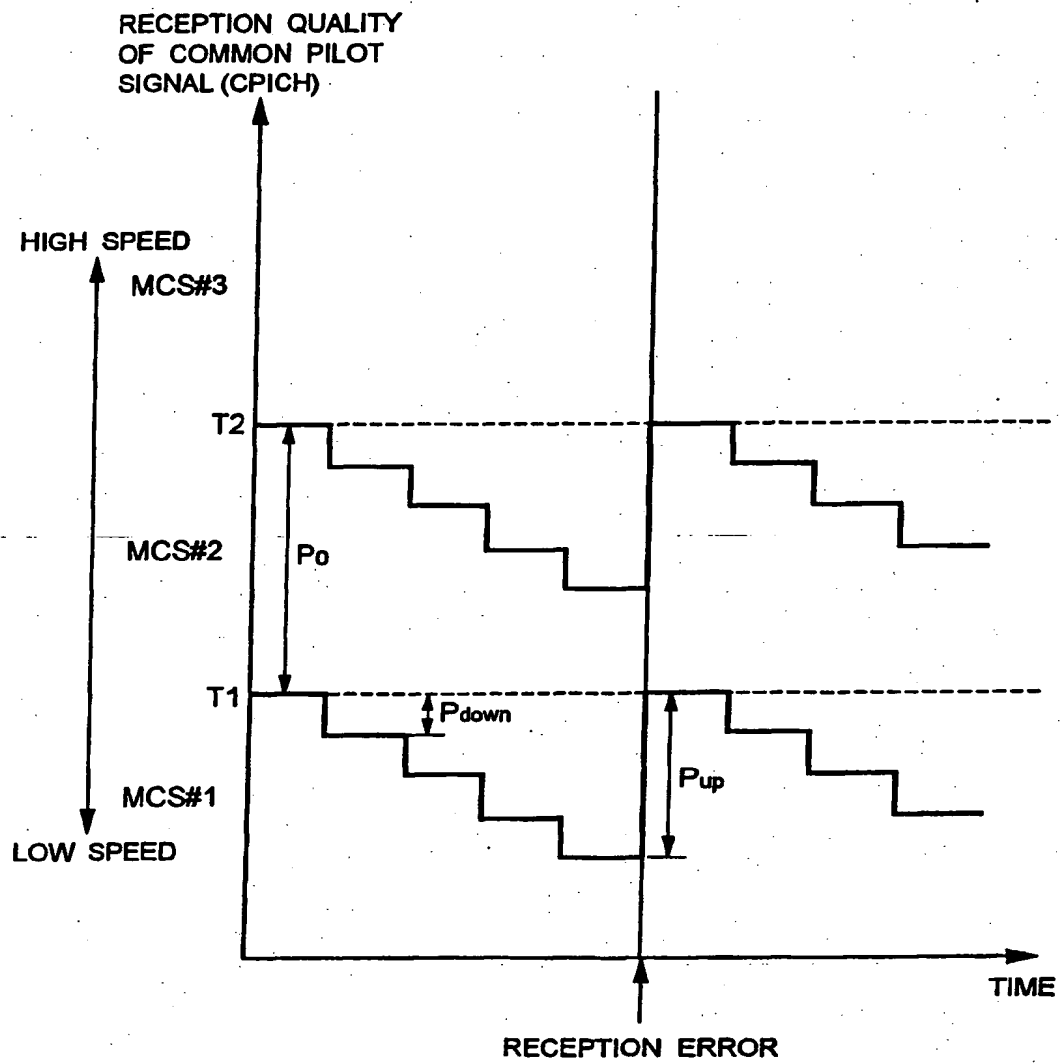 RECEPTION QUALITY
OF COMMON PILOT
SIGNAL (CPICH)
HIGH SPEED
MCS#3
T2
MCS#2
Po
T1
Pdown
Pup
MCS#1
LOW SPEED
TIME
RECEPTION ERROR